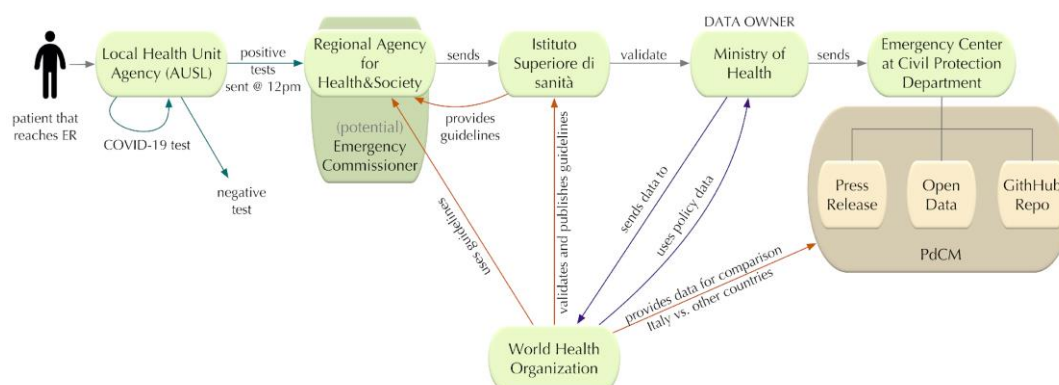 patient that
reaches ER
Local Health Unit
Agency (AUSL)
COVID-19 test
negative
test
positive
tests
sent @ 12pm
Regional Agency
for
Health&Society
(potential)
Emergency
Commissioner
sends
provides
guidelines
Istituto
Superiore di
sanità
validate
DATA OWNER
Ministry of
Health
sends
Emergency Center
at Civil Protection
Department
Press
Release
Open
Data
GithHub
Repo
PdCM
uses guidelines
validates and publishes guidelines
sends data to
uses policy data
provides data for comparison
Italy vs. other countries
World Health
Organization